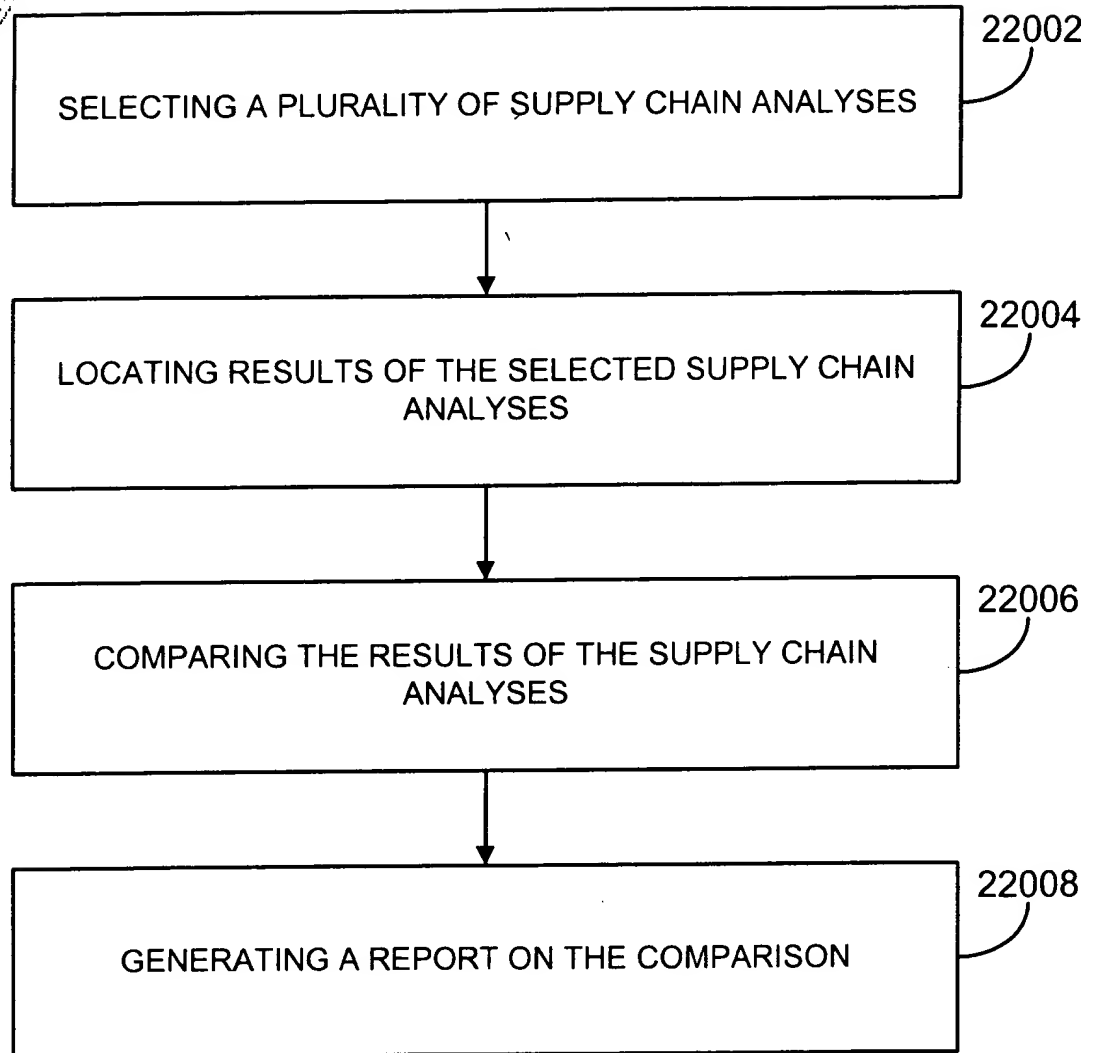 22002
SELECTING A PLURALITY OF SUPPLY CHAIN ANALYSES
22004
LOCATING RESULTS OF THE SELECTED SUPPLY CHAIN
ANALYSES
22006
COMPARING THE RESULTS OF THE SUPPLY CHAIN
ANALYSES
22008
GENERATING A REPORT ON THE COMPARISON